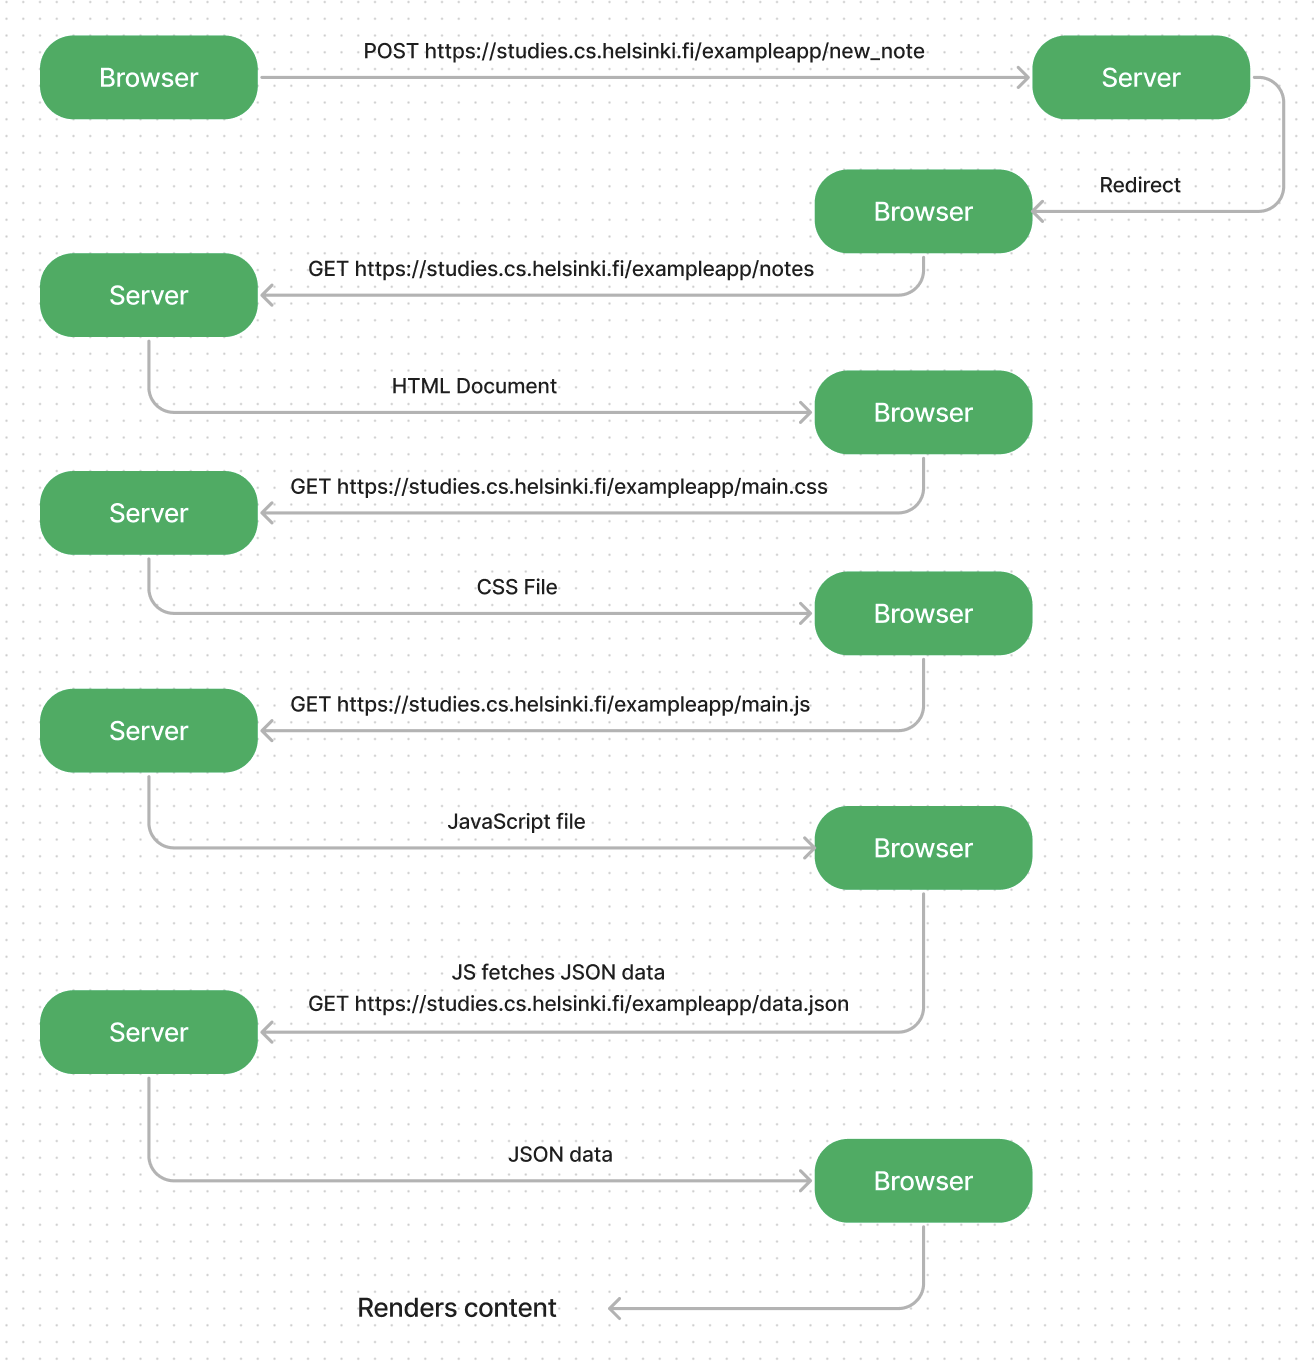 POST https://studies.cs.helsinki.fi/exampleapp/new_note
Browser
Server
Redirect
Browser
GET https://studies.cs.helsinki.fi/exampleapp/notes
Server
HTML Document
Browser
GET https://studies.cs.helsinki.fi/exampleapp/main.css
Server
CSS File
Browser
GET https://studies.cs.helsinki.fi/exampleapp/main.js
Server
JavaScript file
Browser
JS fetches JSON data
GET https://studies.cs.helsinki.fi/exampleapp/data.json
Server
JSON data
Browser
Renders content